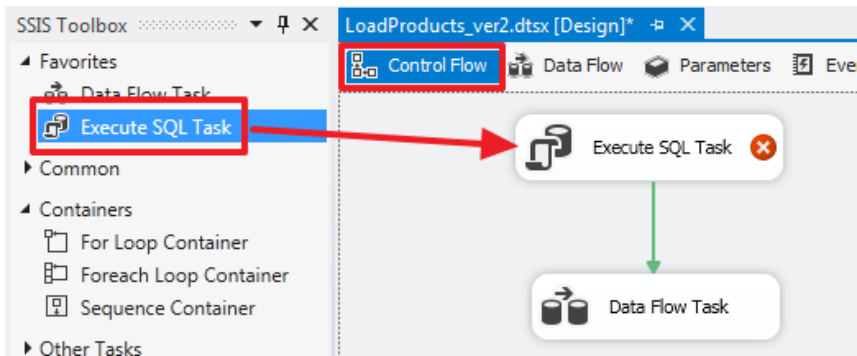 SSIS Toolbox
Favorites
Data Flow Task
Execute SQL Task
Common
Containers
For Loop Container
Foreach Loop Container
Sequence Container
Other Tasks
LoadProducts_ver2.dtsx [Design]*
Control Flow Data Flow Parameters Eve
Execute SQL Task
Data Flow Task